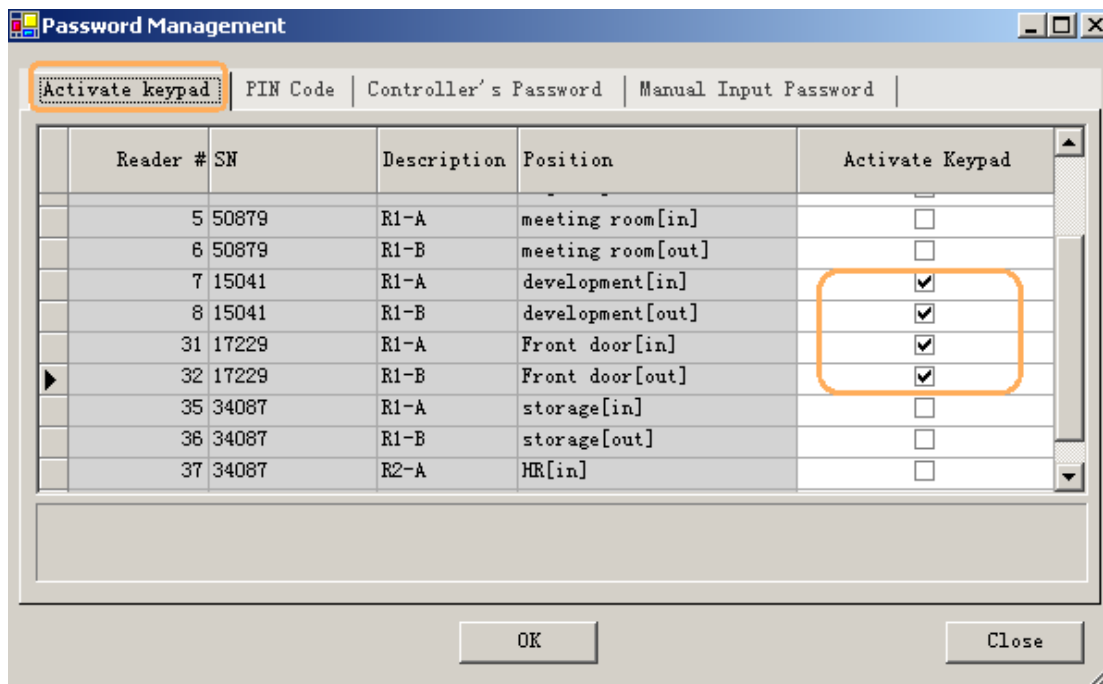 Password Management
Activate keypad PIN Code Controller's Password Manual Input Password
Reader # SN Description Position Activate Keypad
5 50879 R1-A meeting room[in]
6 50879 R1-B meeting room[out]
7 15041 R1-A development[in]
8 15041 R1-B development[out]
31 17229 R1-A Front door[in]
32 17229 R1-B Front door[out]
35 34087 R1-A storage[in]
36 34087 R1-B storage[out]
37 34087 R2-A HR[in]
OK Close